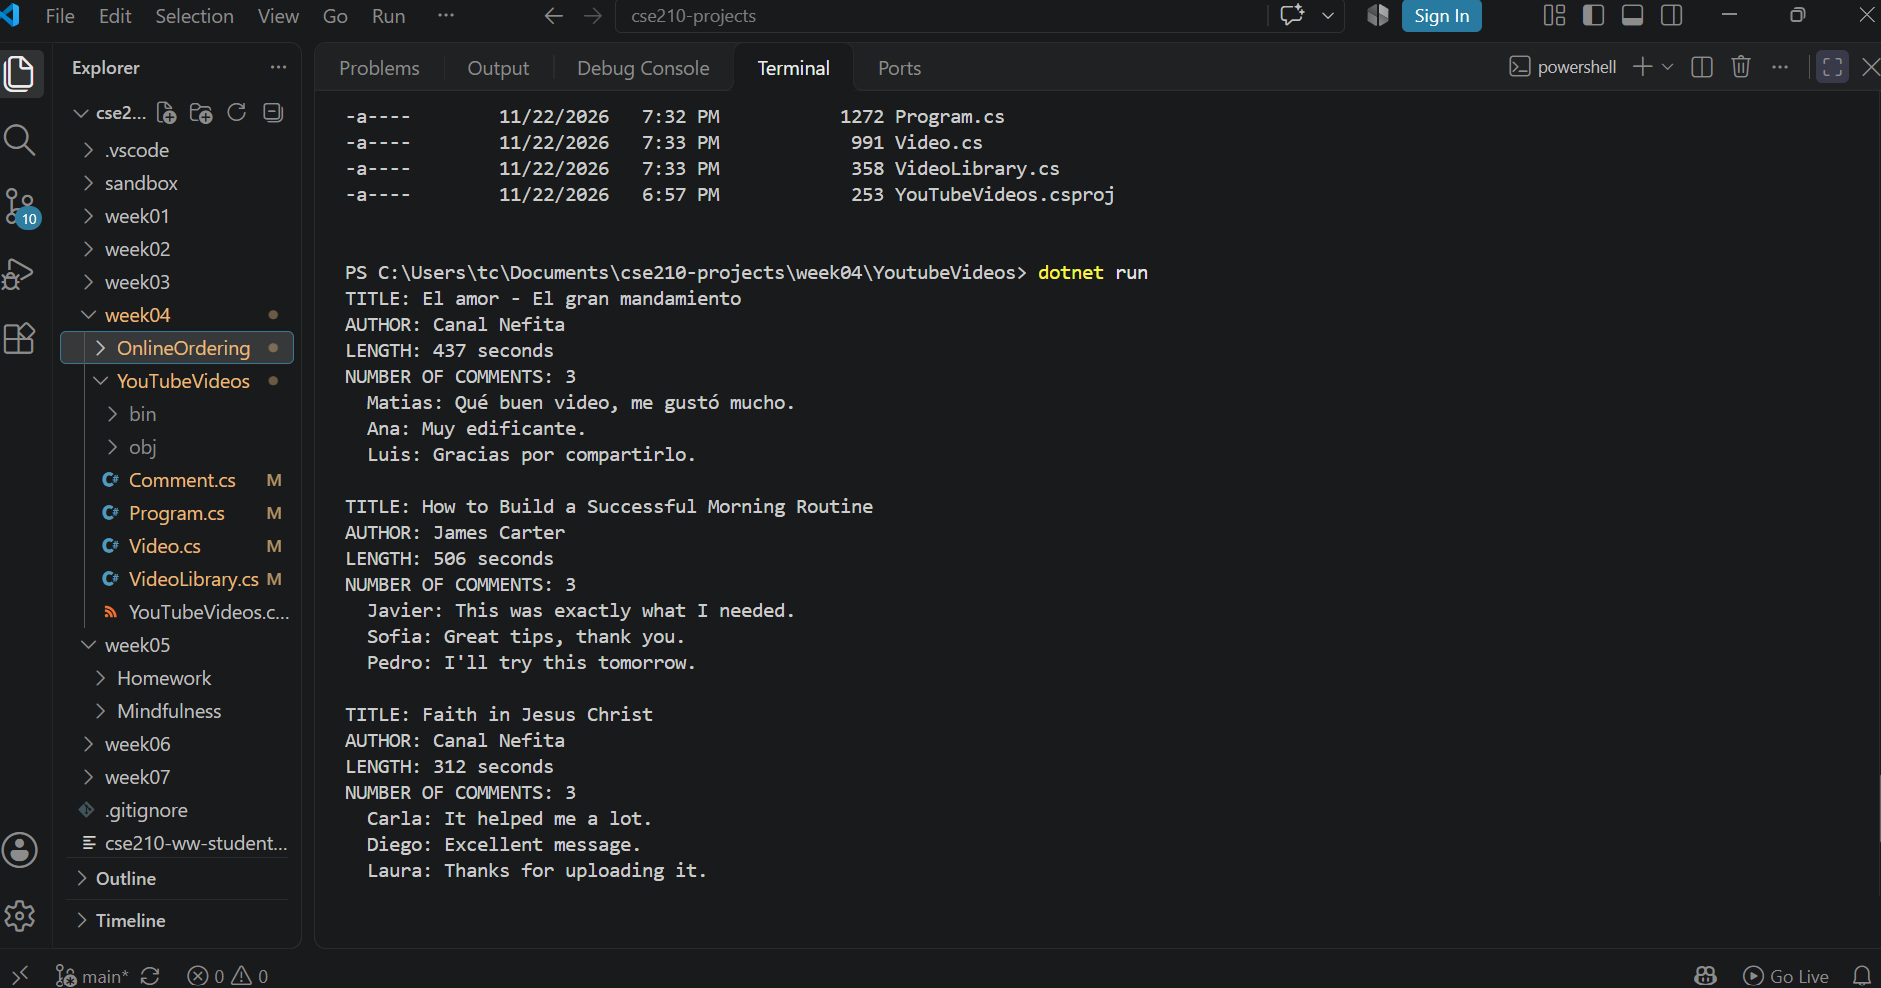 File Edit Selection View Go Run ···
cse210-projects
Sign In
Explorer
Problems Output Debug Console Terminal Ports
powershell
cse2...
.vscode
sandbox
week01
week02
week03
week04
OnlineOrdering
YouTubeVideos
bin
obj
Comment.cs M
Program.cs M
Video.cs M
VideoLibrary.cs M
YouTubeVideos.c...
week05
Homework
Mindfulness
week06
week07
.gitignore
cse210-ww-student...
Outline
Timeline
10
-a---- 11/22/2026 7:32 PM 1272 Program.cs
-a---- 11/22/2026 7:33 PM 991 Video.cs
-a---- 11/22/2026 7:33 PM 358 VideoLibrary.cs
-a---- 11/22/2026 6:57 PM 253 YouTubeVideos.csproj
PS C:\Users\tc\Documents\cse210-projects\week04\YoutubeVideos> dotnet run
TITLE: El amor - El gran mandamiento
AUTHOR: Canal Nefita
LENGTH: 437 seconds
NUMBER OF COMMENTS: 3
Matias: Qué buen video, me gustó mucho.
Ana: Muy edificante.
Luis: Gracias por compartirlo.
TITLE: How to Build a Successful Morning Routine
AUTHOR: James Carter
LENGTH: 506 seconds
NUMBER OF COMMENTS: 3
Javier: This was exactly what I needed.
Sofia: Great tips, thank you.
Pedro: I'll try this tomorrow.
TITLE: Faith in Jesus Christ
AUTHOR: Canal Nefita
LENGTH: 312 seconds
NUMBER OF COMMENTS: 3
Carla: It helped me a lot.
Diego: Excellent message.
Laura: Thanks for uploading it.
main* 0 0
Go Live